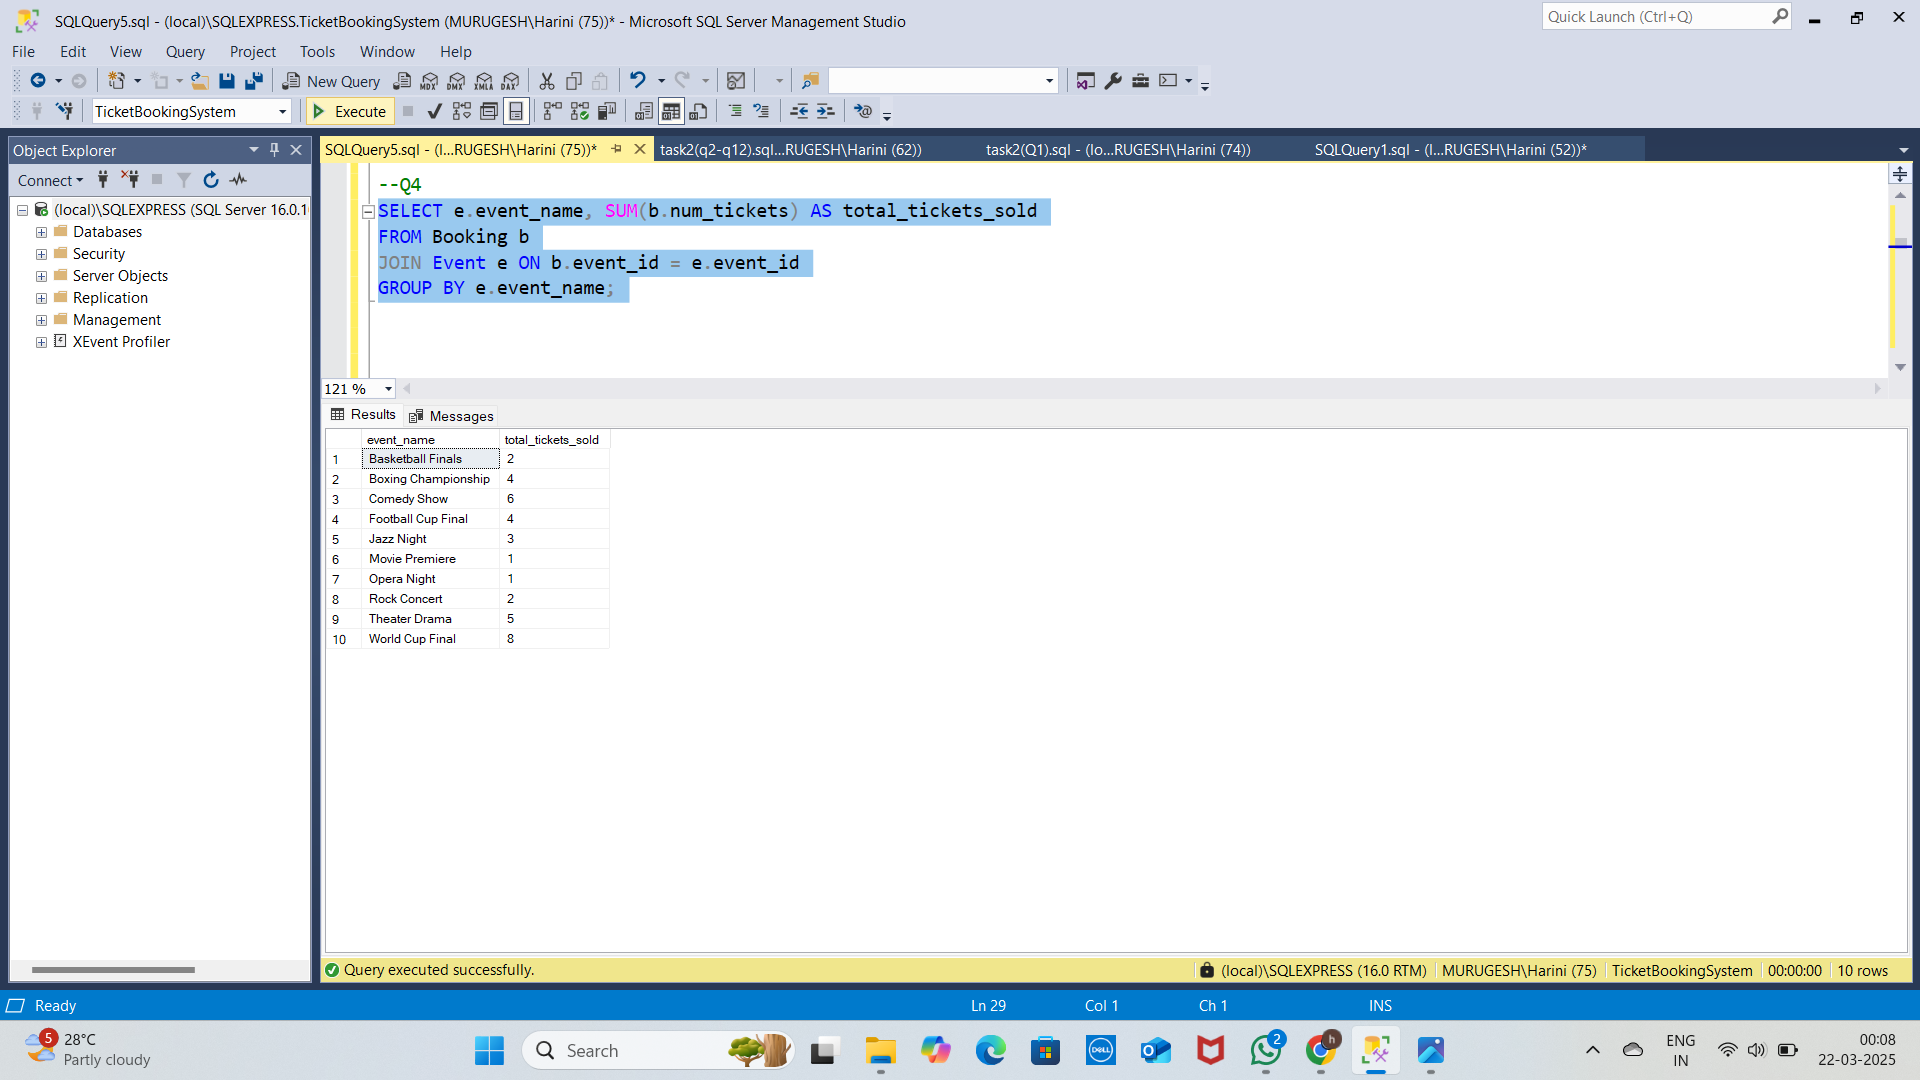 SQLQuery5.sql - (local)\SQLEXPRESS.TicketBookingSystem (MURUGESH\Harini (75))* - Microsoft SQL Server Management Studio
Quick Launch (Ctrl+Q)
File Edit View Query Project Tools Window Help
New Query MDX DMX XMLA DAX
TicketBookingSystem Execute
Object Explorer
SQLQuery5.sql - (l...RUGESH\Harini (75))* task2(q2-q12).sql...RUGESH\Harini (62)) task2(Q1).sql - (lo...RUGESH\Harini (74)) SQLQuery1.sql - (l...RUGESH\Harini (52))*
Connect
(local)\SQLEXPRESS (SQL Server 16.0.1
Databases
Security
Server Objects
Replication
Management
XEvent Profiler
--Q4
SELECT e.event_name, SUM(b.num_tickets) AS total_tickets_sold
FROM Booking b
JOIN Event e ON b.event_id = e.event_id
GROUP BY e.event_name;
121 %
Results Messages
event_name total_tickets_sold
1 Basketball Finals 2
2 Boxing Championship 4
3 Comedy Show 6
4 Football Cup Final 4
5 Jazz Night 3
6 Movie Premiere 1
7 Opera Night 1
8 Rock Concert 2
9 Theater Drama 5
10 World Cup Final 8
Query executed successfully. (local)\SQLEXPRESS (16.0 RTM) MURUGESH\Harini (75) TicketBookingSystem 00:00:00 10 rows
Ready Ln 29 Col 1 Ch 1 INS
5 28°C
Partly cloudy
Search
DELL
2
h
ENG
IN
00:08
22-03-2025